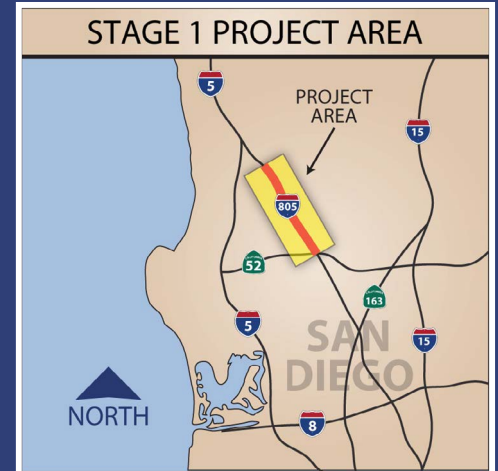 STAGE 1 PROJECT AREA
5
PROJECT
AREA
15
805
52
163
5
SAN
DIEGO
15
NORTH
8